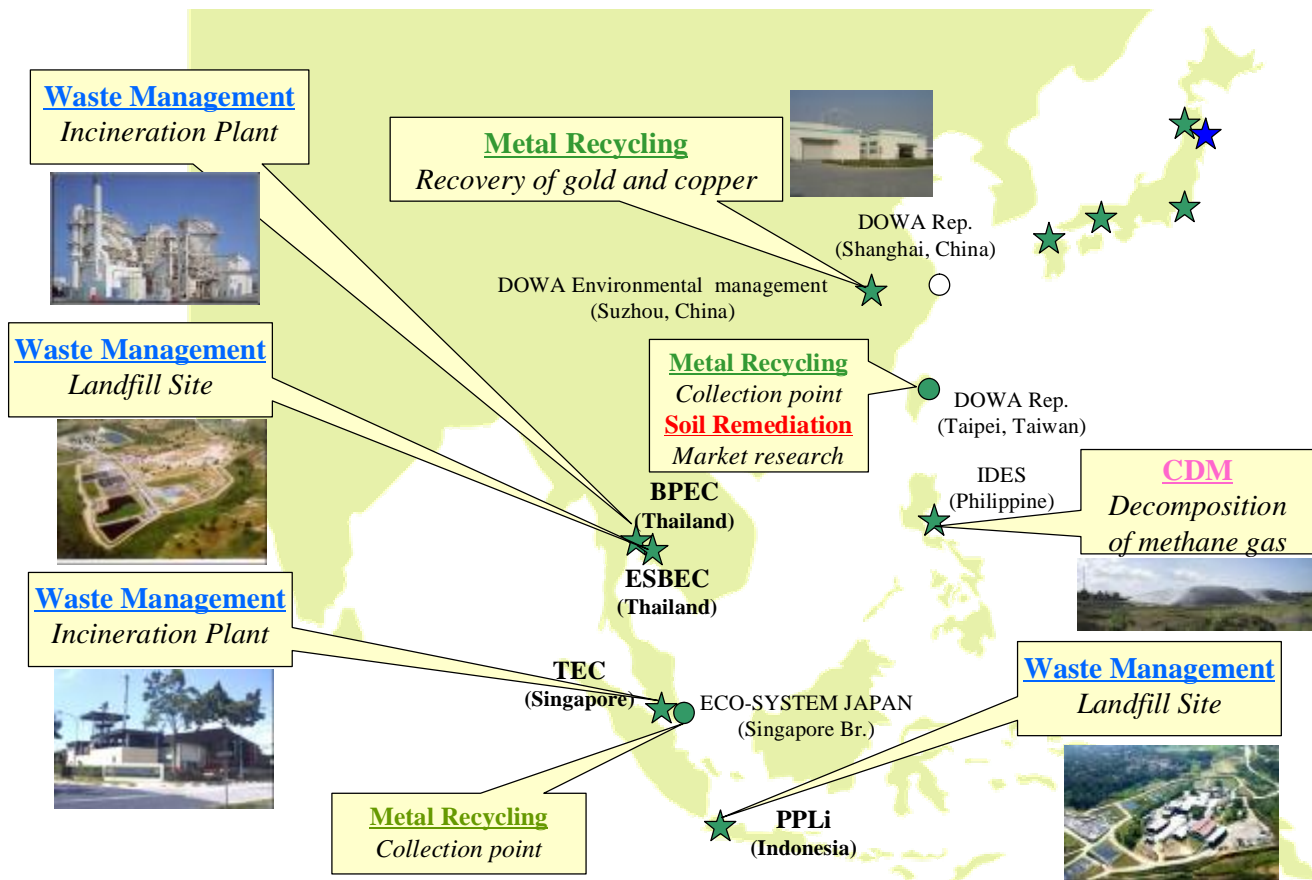 Waste Management
Incineration Plant
Metal Recycling
Recovery of gold and copper
DOWA Rep.
(Shanghai, China)
DOWA Environmental management
(Suzhou, China)
Waste Management
Landfill Site
Metal Recycling
Collection point
Soil Remediation
Market research
DOWA Rep.
(Taipei, Taiwan)
BPEC
(Thailand)
ESBEC
(Thailand)
IDES
(Philippine)
CDM
Decomposition
of methane gas
Waste Management
Incineration Plant
TEC
(Singapore)
ECO-SYSTEM JAPAN
(Singapore Br.)
Waste Management
Landfill Site
Metal Recycling
Collection point
PPLi
(Indonesia)